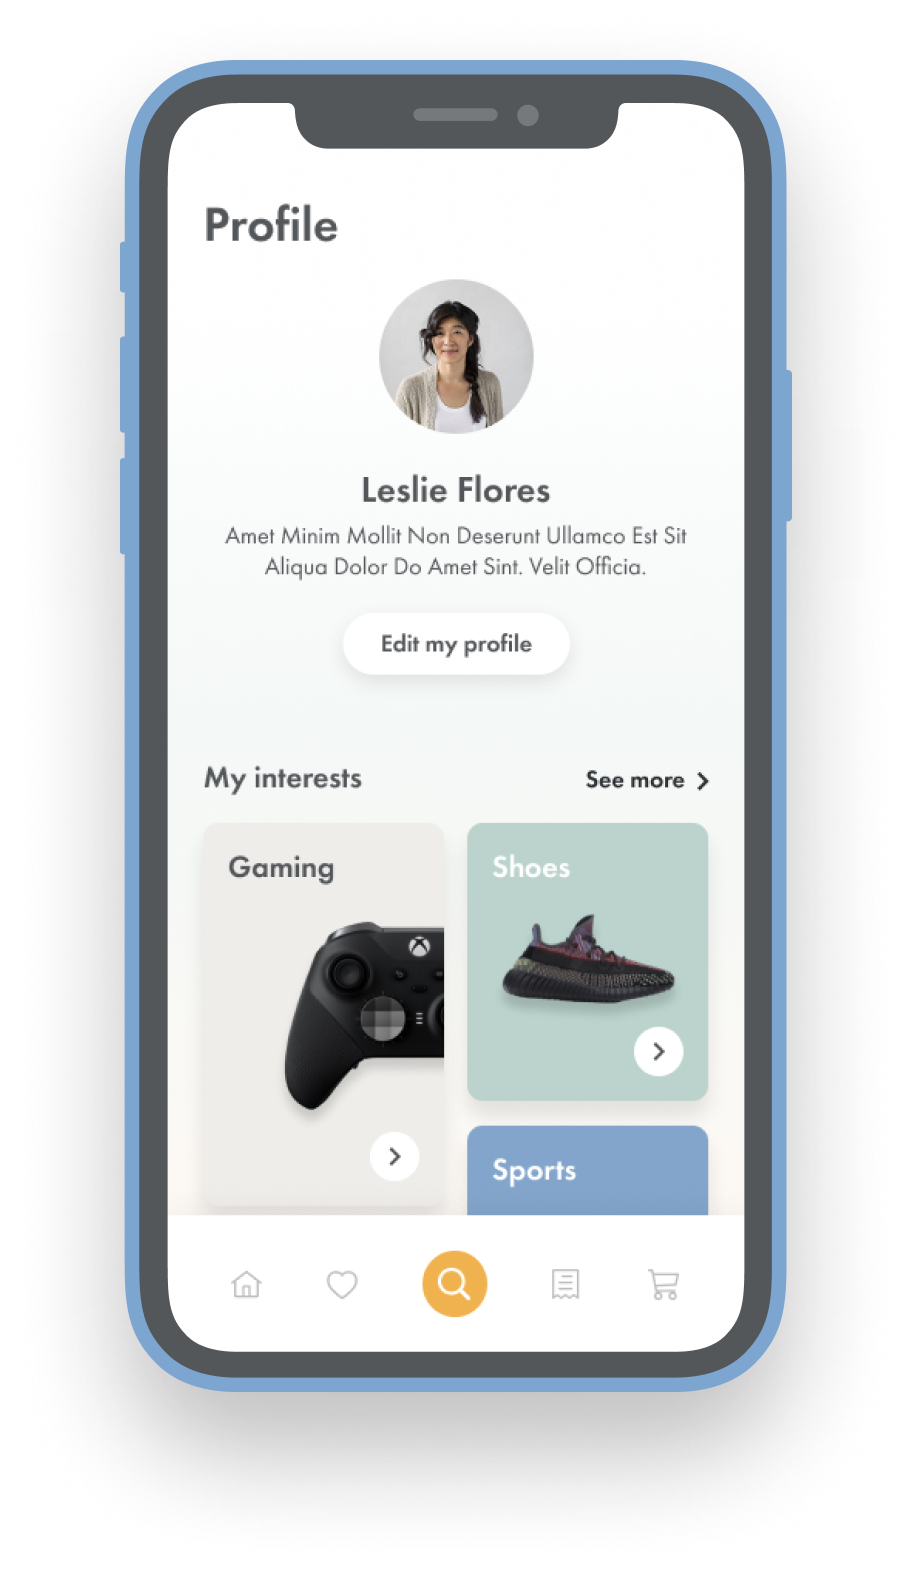 Profile
Leslie Flores
Amet Minim Mollit Non Deserunt Ullamco Est Sit
Aliqua Dolor Do Amet Sint. Velit Officia.
Edit my profile
My interests
See more
Gaming
Shoes
Sports